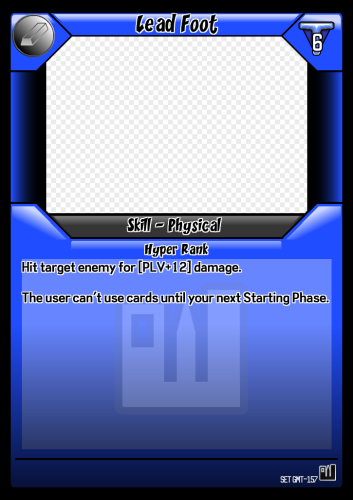 Lead Foot
6
Skill - Physical
Hyper Rank
Hit target enemy for [PLV+12] damage.
The user can't use cards until your next Starting Phase.
SET GMT-157